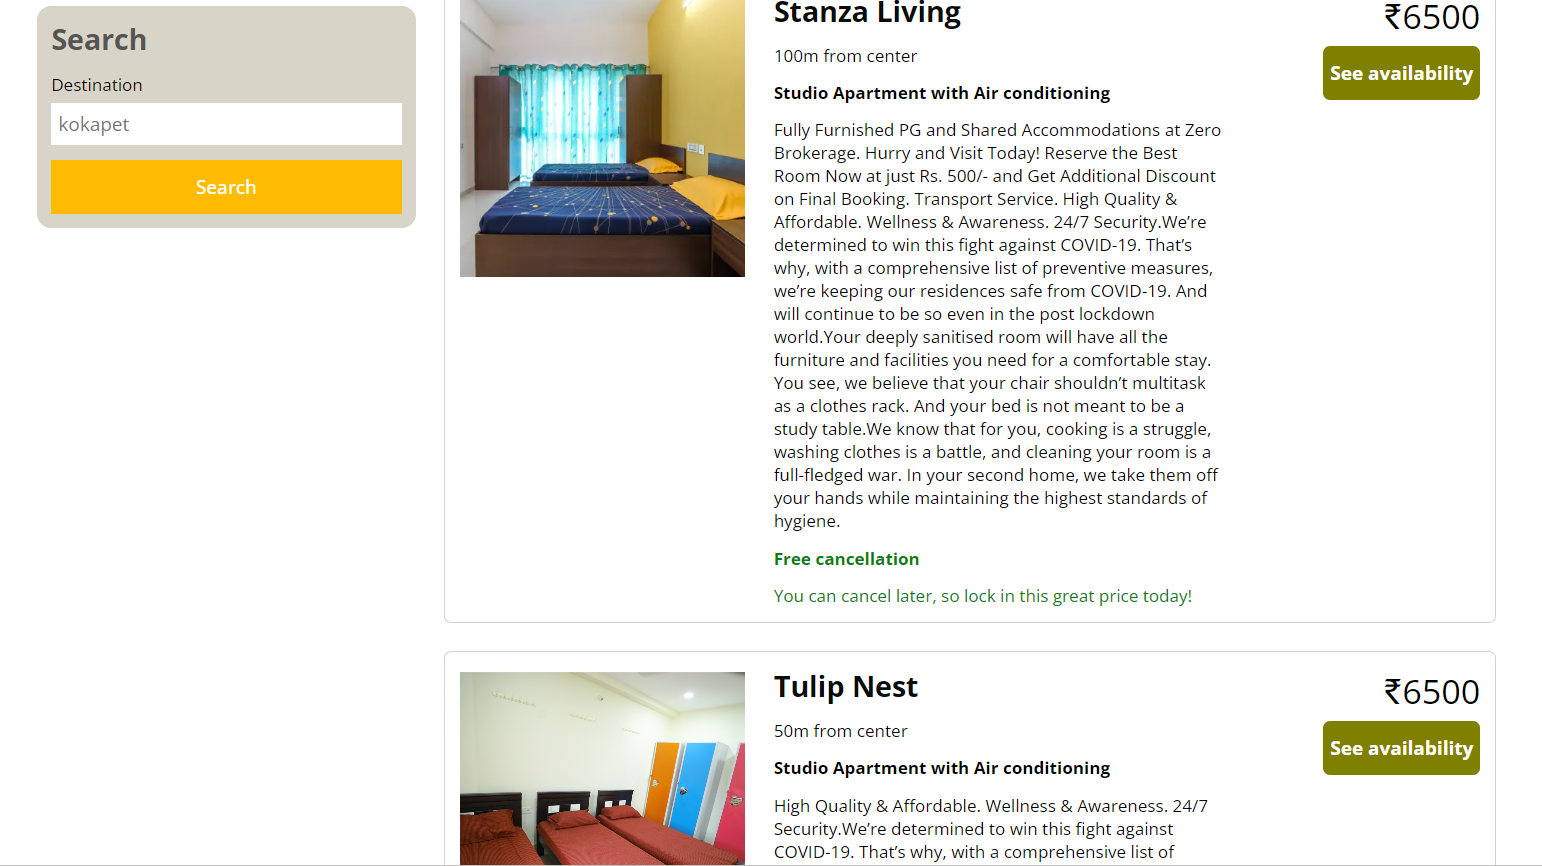 Search
Destination
kokapet
Search
Stanza Living
₹6500
100m from center
See availability
Studio Apartment with Air conditioning
Fully Furnished PG and Shared Accommodations at Zero
Brokerage. Hurry and Visit Today! Reserve the Best
Room Now at just Rs. 500/- and Get Additional Discount
on Final Booking. Transport Service. High Quality &
Affordable. Wellness & Awareness. 24/7 Security.We’re
determined to win this fight against COVID-19. That’s
why, with a comprehensive list of preventive measures,
we’re keeping our residences safe from COVID-19. And
will continue to be so even in the post lockdown
world.Your deeply sanitised room will have all the
furniture and facilities you need for a comfortable stay.
You see, we believe that your chair shouldn’t multitask
as a clothes rack. And your bed is not meant to be a
study table.We know that for you, cooking is a struggle,
washing clothes is a battle, and cleaning your room is a
full-fledged war. In your second home, we take them off
your hands while maintaining the highest standards of
hygiene.
Free cancellation
You can cancel later, so lock in this great price today!
Tulip Nest
₹6500
50m from center
See availability
Studio Apartment with Air conditioning
High Quality & Affordable. Wellness & Awareness. 24/7
Security.We’re determined to win this fight against
COVID-19. That’s why, with a comprehensive list of